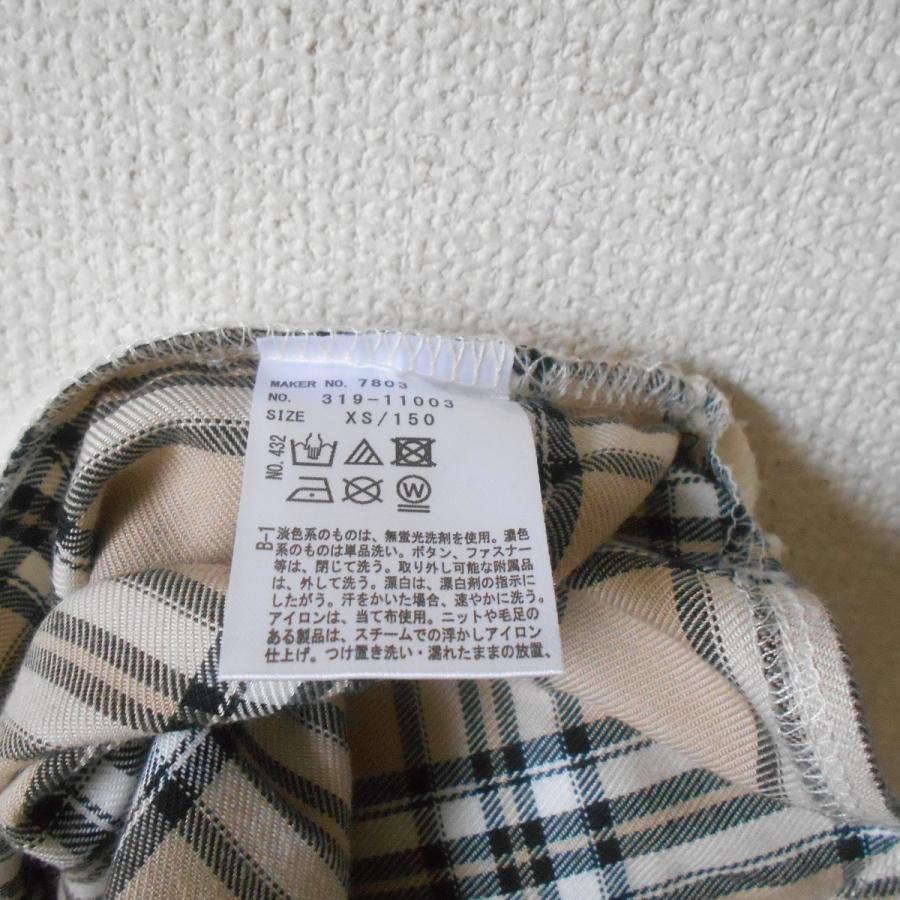 MAKER NO. 7803
NO. 319-11003
SIZE XS/150
NO. 432
W
B-1
淡色系のものは、無蛍光洗剤を使用。濃色
系のものは単品洗い。ボタン、ファスナー
等は、閉じて洗う。取り外し可能な附属品
は、外して洗う。漂白は、漂白剤の指示に
したがう。汗をかいた場合、速やかに洗う。
アイロンは、当て布使用。ニットや毛足の
ある製品は、スチームでの浮かしアイロン
仕上げ。つけ置き洗い・濡れたままの放置、